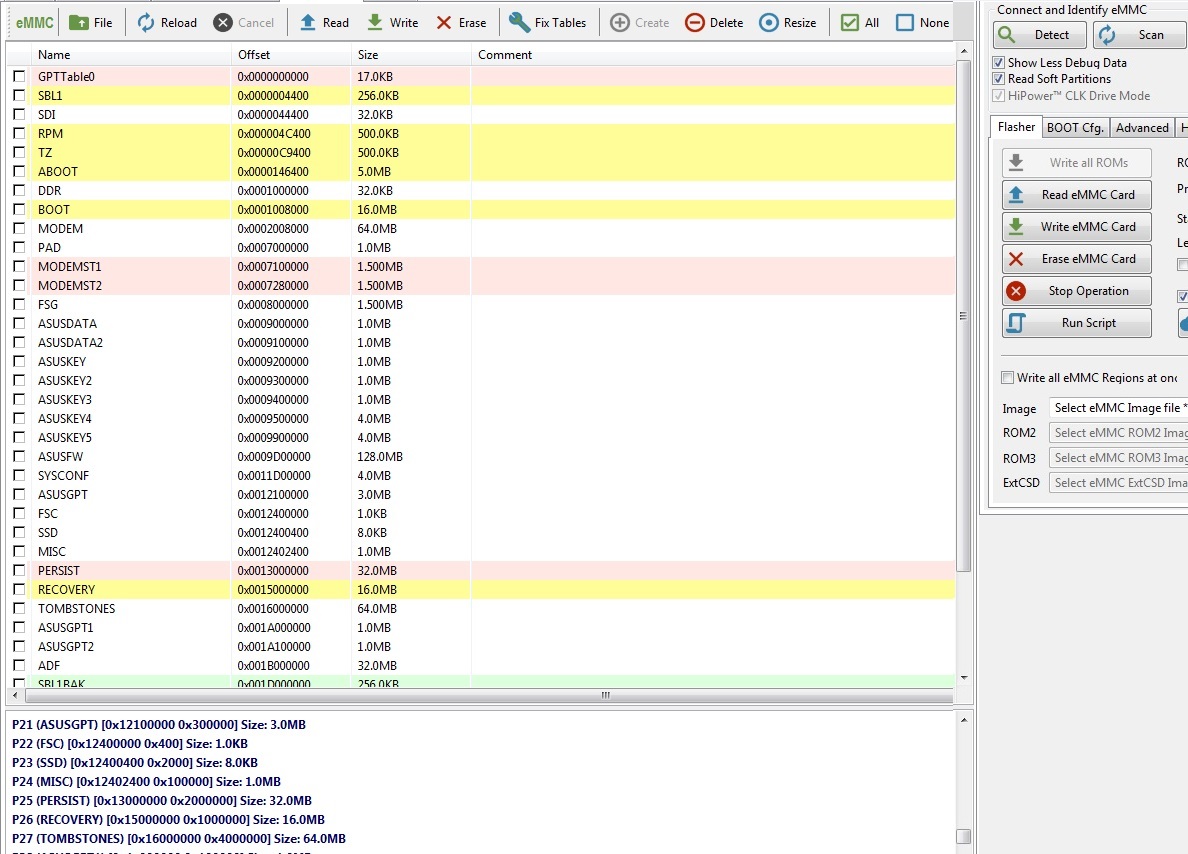 eMMC File Reload Cancel Read Write Erase Fix Tables Create Delete Resize All None
Name Offset Size Comment
GPTTable0 0x0000000000 17.0KB
SBL1 0x0000004400 256.0KB
SDI 0x0000044400 32.0KB
RPM 0x000004C400 500.0KB
TZ 0x00000C9400 500.0KB
ABOOT 0x0000146400 5.0MB
DDR 0x0001000000 32.0KB
BOOT 0x0001008000 16.0MB
MODEM 0x0002008000 64.0MB
PAD 0x0007000000 1.0MB
MODEMST1 0x0007100000 1.500MB
MODEMST2 0x0007280000 1.500MB
FSG 0x0008000000 1.500MB
ASUSDATA 0x0009000000 1.0MB
ASUSDATA2 0x0009100000 1.0MB
ASUSKEY 0x0009200000 1.0MB
ASUSKEY2 0x0009300000 1.0MB
ASUSKEY3 0x0009400000 1.0MB
ASUSKEY4 0x0009500000 4.0MB
ASUSKEY5 0x0009900000 4.0MB
ASUSFW 0x0009D00000 128.0MB
SYSCONF 0x0011D00000 4.0MB
ASUSGPT 0x0012100000 3.0MB
FSC 0x0012400000 1.0KB
SSD 0x0012400400 8.0KB
MISC 0x0012402400 1.0MB
PERSIST 0x0013000000 32.0MB
RECOVERY 0x0015000000 16.0MB
TOMBSTONES 0x0016000000 64.0MB
ASUSGPT1 0x001A000000 1.0MB
ASUSGPT2 0x001A100000 1.0MB
ADF 0x001B000000 32.0MB
SBL1BAK 0x001D000000 256.0KB
P21 (ASUSGPT) [0x12100000 0x300000] Size: 3.0MB
P22 (FSC) [0x12400000 0x400] Size: 1.0KB
P23 (SSD) [0x12400400 0x2000] Size: 8.0KB
P24 (MISC) [0x12402400 0x100000] Size: 1.0MB
P25 (PERSIST) [0x13000000 0x2000000] Size: 32.0MB
P26 (RECOVERY) [0x15000000 0x1000000] Size: 16.0MB
P27 (TOMBSTONES) [0x16000000 0x4000000] Size: 64.0MB
Connect and Identify eMMC
Detect Scan
Show Less Debug Data
Read Soft Partitions
HiPower™ CLK Drive Mode
Flasher BOOT Cfg. Advanced H
Write all ROMs
Read eMMC Card
Write eMMC Card
Erase eMMC Card
Stop Operation
Run Script
Write all eMMC Regions at onc
Image Select eMMC Image file *
ROM2 Select eMMC ROM2 Imag
ROM3 Select eMMC ROM3 Imag
ExtCSD Select eMMC ExtCSD Ima